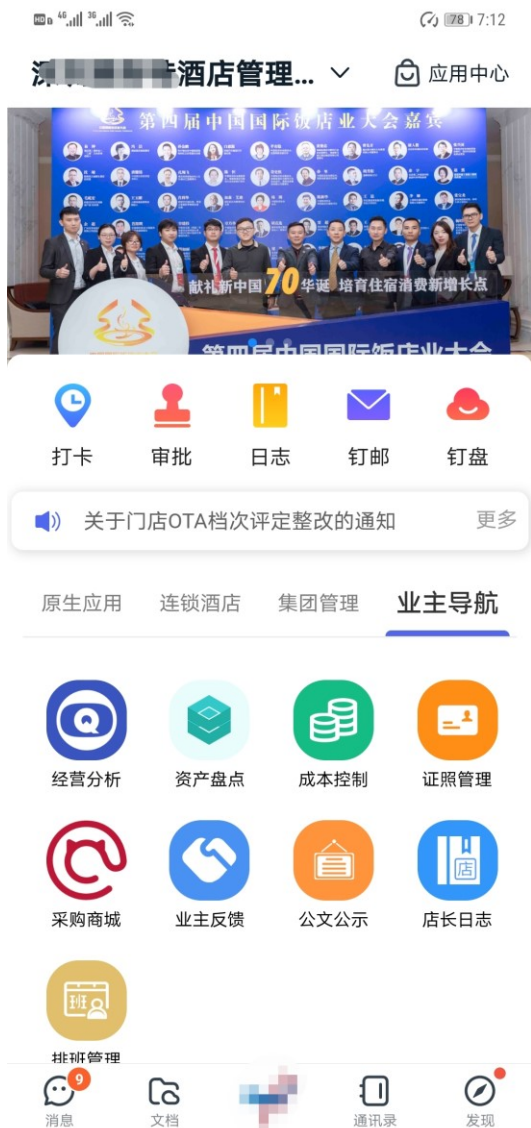 HD 4G 3G 78 7:12
酒店管理... 应用中心
第四届中国国际饭店业大会嘉宾
献礼新中国70华诞 培育住宿消费新增长点
第四届中国国际饭店业大会
打卡 审批 日志 钉邮 钉盘
关于门店OTA档次评定整改的通知 更多
原生应用 连锁酒店 集团管理 业主导航
经营分析 资产盘点 成本控制 证照管理
店
采购商城 业主反馈 公文公示 店长日志
班
排班管理
9
消息 文档 通讯录 发现